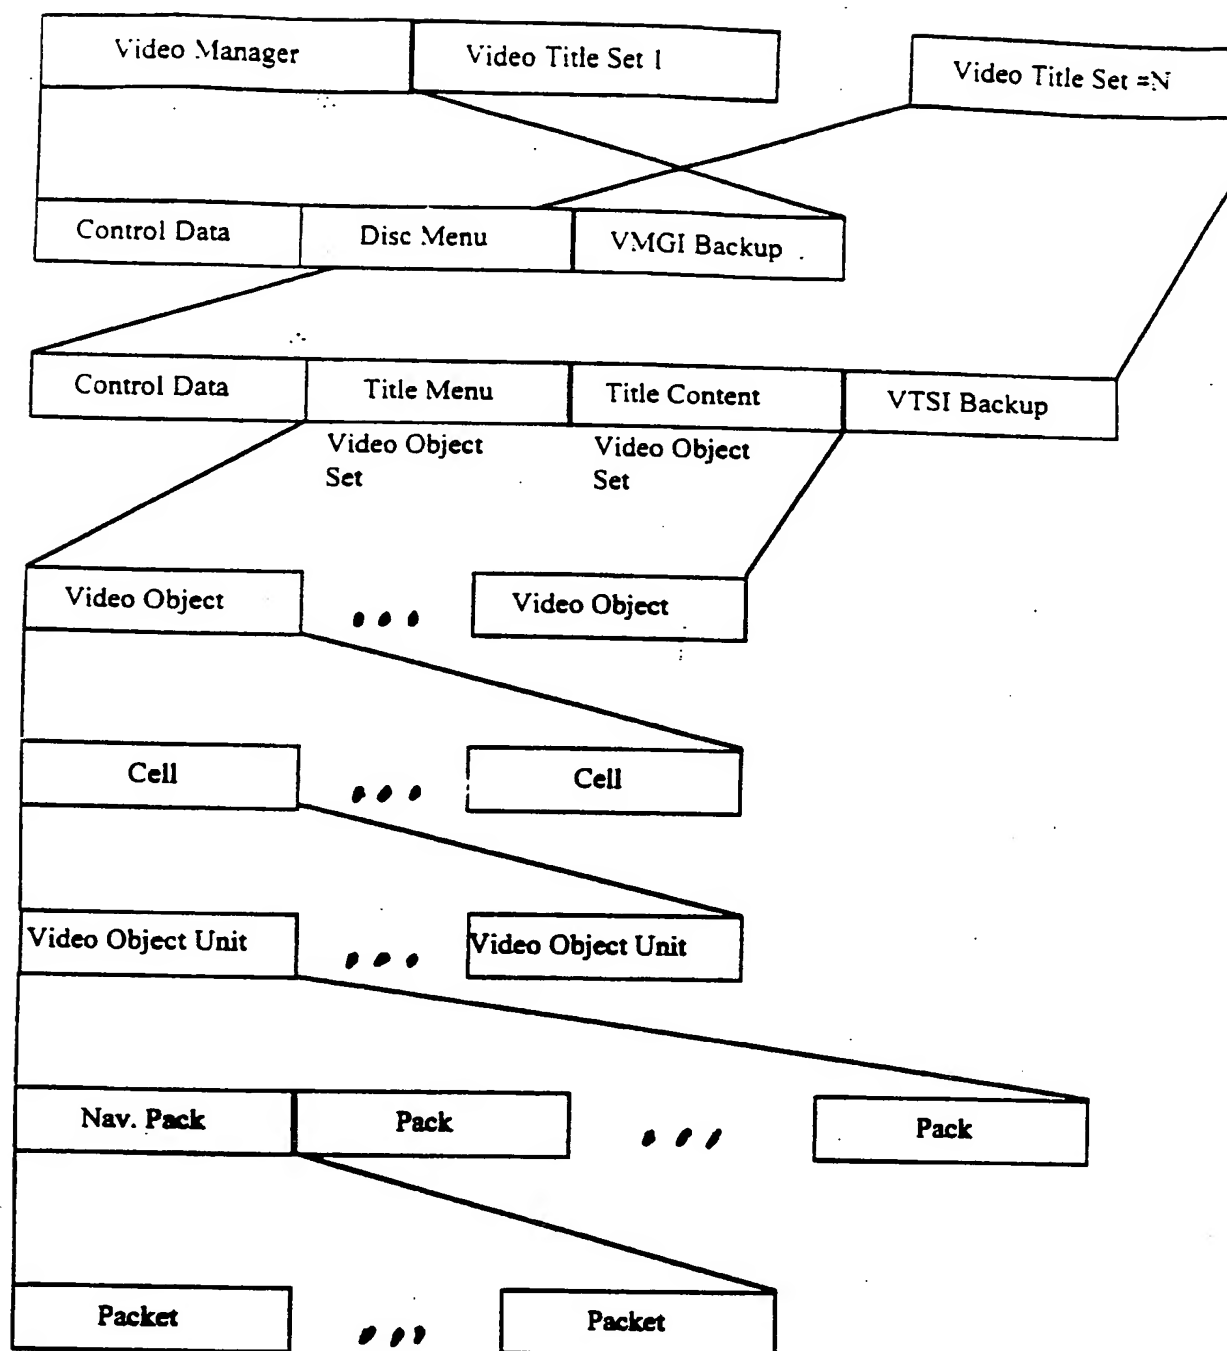 Video Manager
Video Title Set 1
Video Title Set =N
Control Data
Disc Menu
VMGI Backup
Control Data
Title Menu
Title Content
VTSI Backup
Video Object
Set
Video Object
Set
Video Object
Video Object
Cell
Cell
Video Object Unit
Video Object Unit
Nav. Pack
Pack
Pack
Packet
Packet